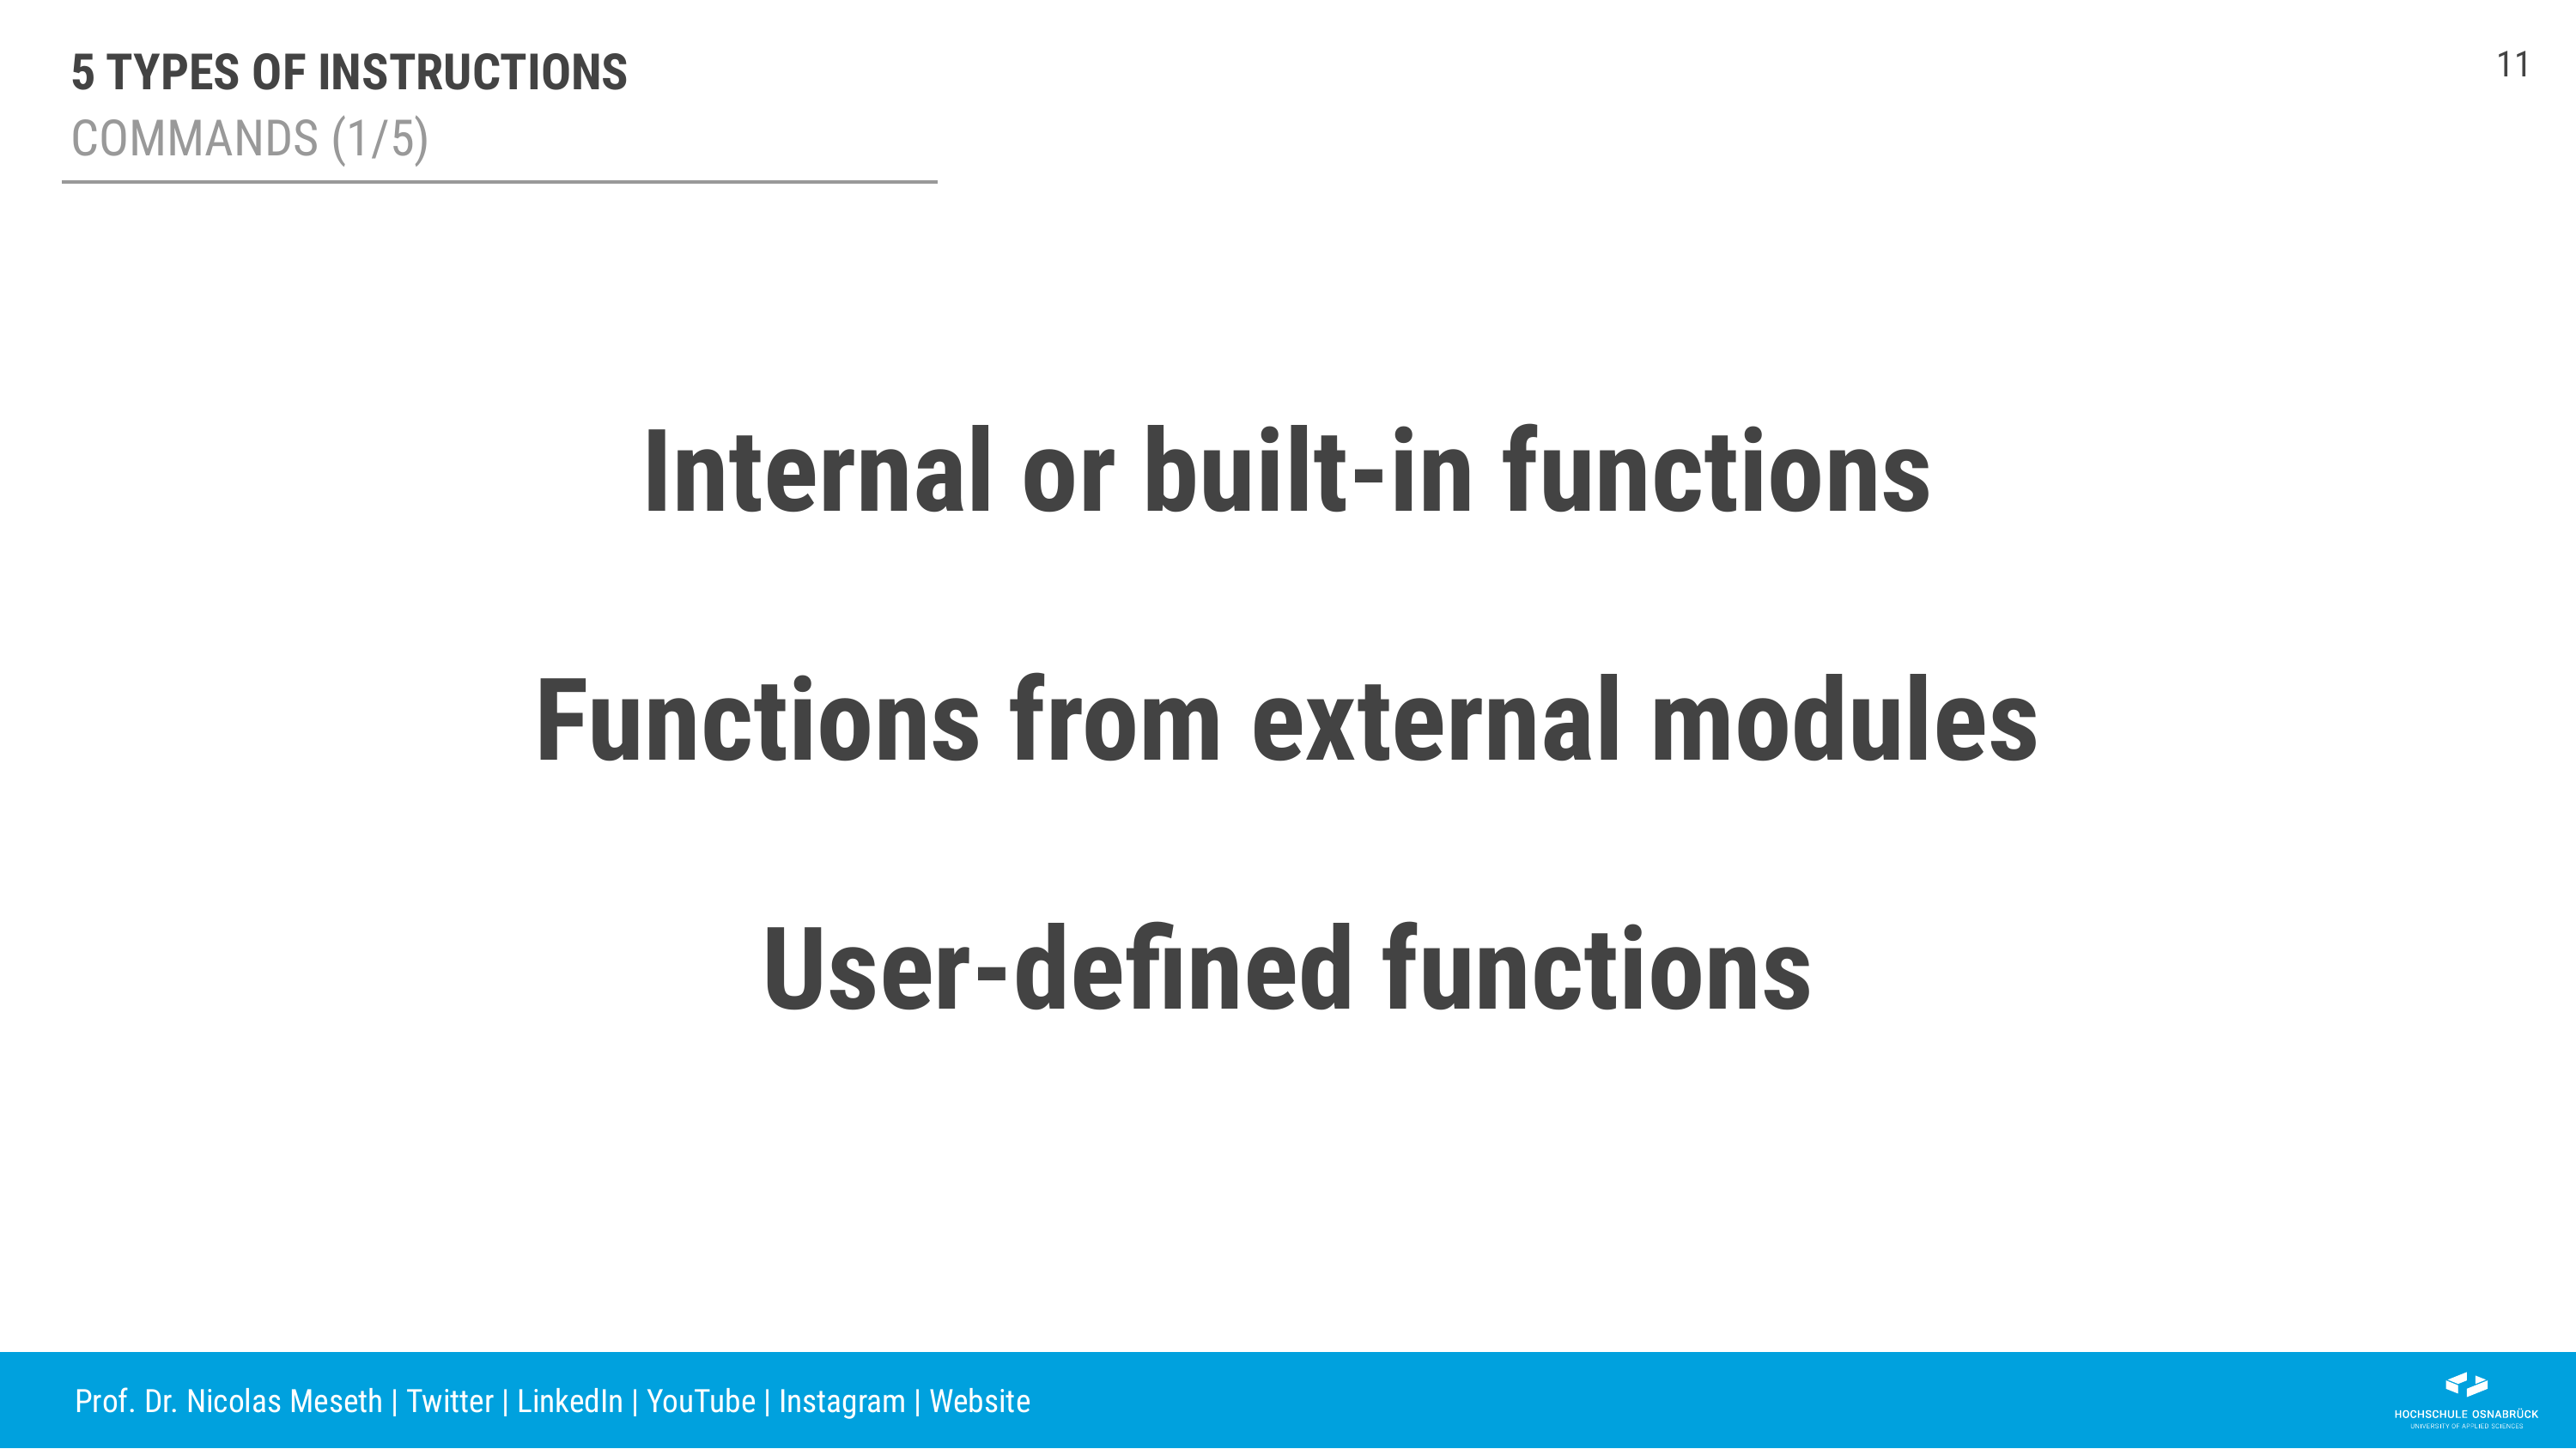 5 TYPES OF INSTRUCTIONS
COMMANDS (1/5)
11
Internal or built-in functions
Functions from external modules
User-defined functions
Prof. Dr. Nicolas Meseth | Twitter | LinkedIn | YouTube | Instagram | Website
HOCHSCHULE OSNABRÜCK
UNIVERSITY OF APPLIED SCIENCES